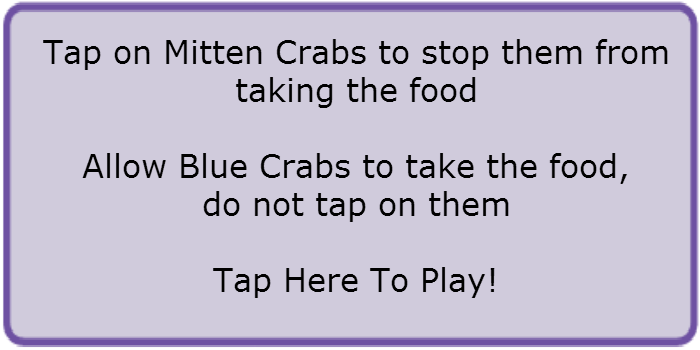 Tap on Mitten Crabs to stop them from
taking the food
Allow Blue Crabs to take the food,
do not tap on them
Tap Here To Play!